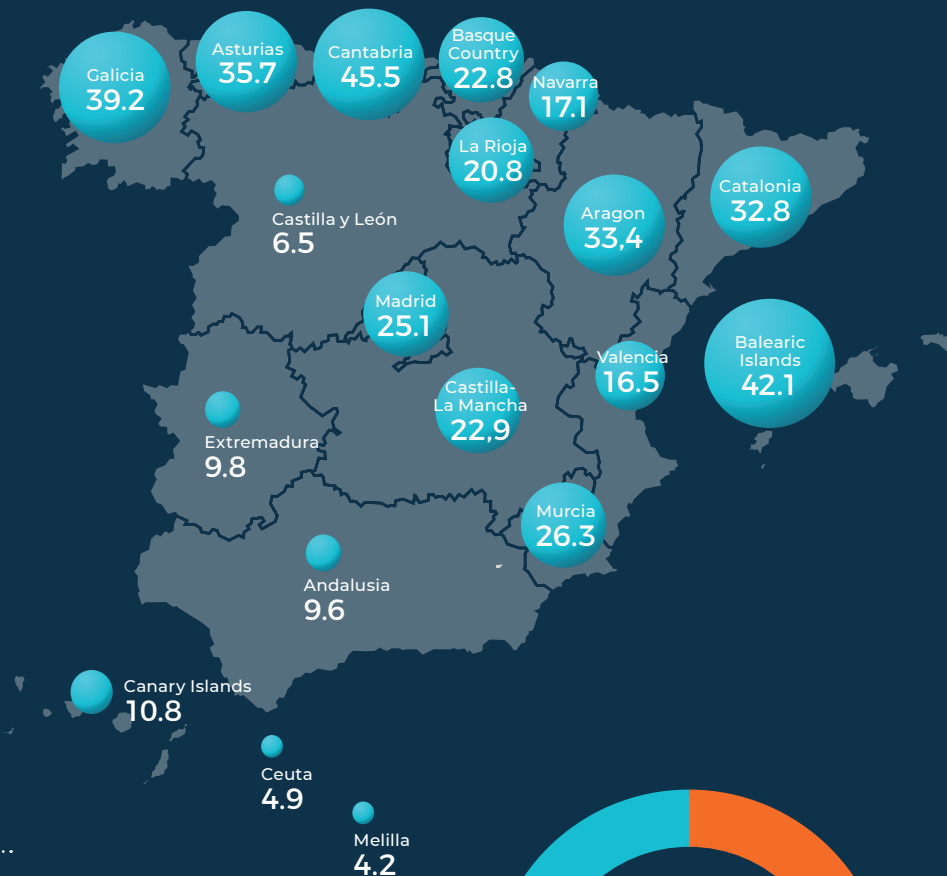 Galicia
39.2
Asturias
35.7
Cantabria
45.5
Basque
Country
22.8
Navarra
17.1
La Rioja
20.8
Castilla y León
6.5
Aragon
33,4
Catalonia
32.8
Madrid
25.1
Valencia
16.5
Balearic
Islands
42.1
Castilla-
La Mancha
22,9
Extremadura
9.8
Murcia
26.3
Andalusia
9.6
Canary Islands
10.8
Ceuta
4.9
Melilla
4.2
..